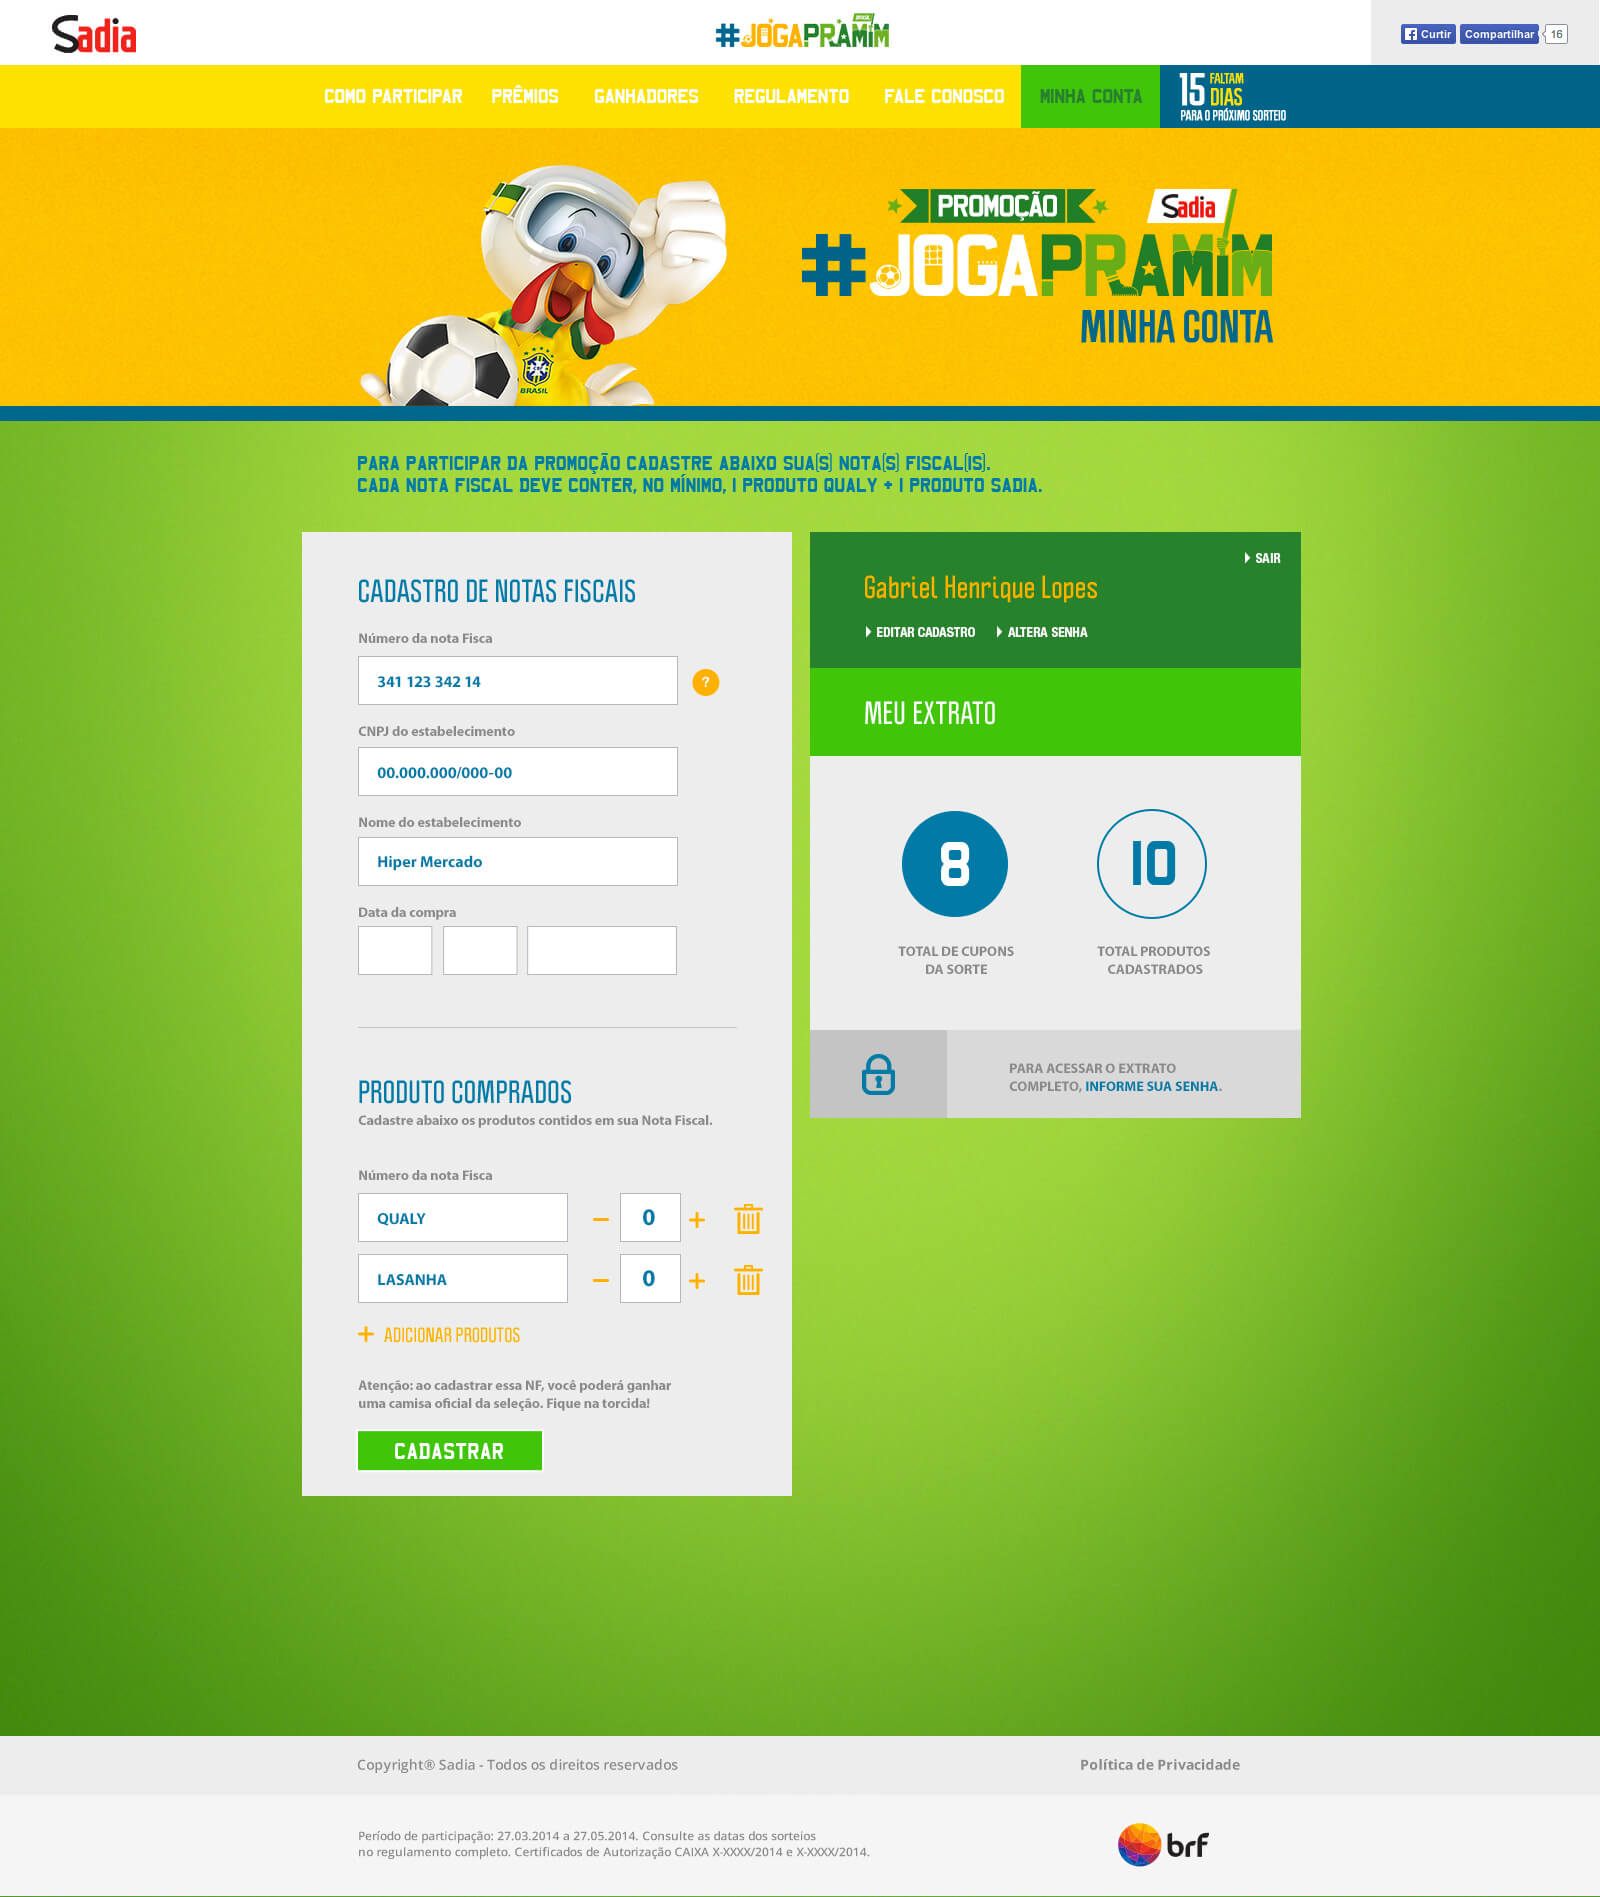 Sadia
BRASIL
#JOGAPRAMIM
Curtir
Compartilhar
16
COMO PARTICIPAR
PRÊMIOS
GANHADORES
REGULAMENTO
FALE CONOSCO
MINHA CONTA
15 FALTAM DIAS
PARA O PRÓXIMO SORTEIO
PROMOÇÃO
Sadia
#JOGAPRAMIM
MINHA CONTA
BRASIL
PARA PARTICIPAR DA PROMOÇÃO CADASTRE ABAIXO SUA(S) NOTA(S) FISCAL(IS).
CADA NOTA FISCAL DEVE CONTER, NO MÍNIMO, 1 PRODUTO QUALY + 1 PRODUTO SADIA.
CADASTRO DE NOTAS FISCAIS
Número da nota Fisca
341 123 342 14
?
CNPJ do estabelecimento
00.000.000/000-00
Nome do estabelecimento
Hiper Mercado
Data da compra
PRODUTO COMPRADOS
Cadastre abaixo os produtos contidos em sua Nota Fiscal.
Número da nota Fisca
QUALY
− 0 +
LASANHA
− 0 +
+ ADICIONAR PRODUTOS
Atenção: ao cadastrar essa NF, você poderá ganhar
uma camisa oficial da seleção. Fique na torcida!
CADASTRAR
SAIR
Gabriel Henrique Lopes
EDITAR CADASTRO
ALTERA SENHA
MEU EXTRATO
8
TOTAL DE CUPONS
DA SORTE
10
TOTAL PRODUTOS
CADASTRADOS
PARA ACESSAR O EXTRATO
COMPLETO, INFORME SUA SENHA.
Copyright® Sadia - Todos os direitos reservados
Política de Privacidade
Período de participação: 27.03.2014 a 27.05.2014. Consulte as datas dos sorteios
no regulamento completo. Certificados de Autorização CAIXA X-XXXX/2014 e X-XXXX/2014.
brf